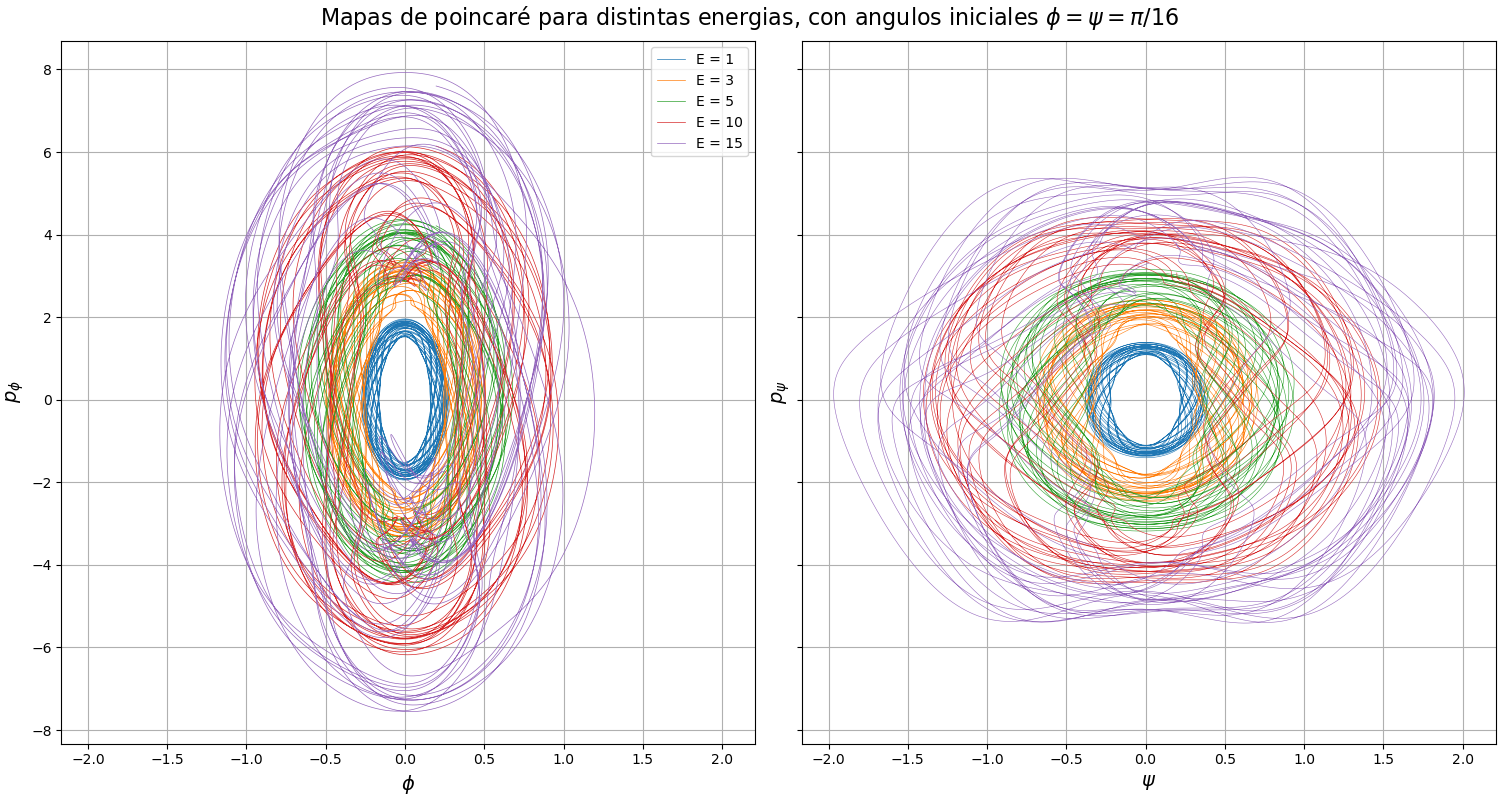 Mapas de poincaré para distintas energias, con angulos iniciales ϕ = ψ = π/16
E = 1
E = 3
E = 5
E = 10
E = 15
8
6
4
2
0
−2
−4
−6
−8
p_ϕ
−2.0 −1.5 −1.0 −0.5 0.0 0.5 1.0 1.5 2.0
ϕ
p_ψ
−2.0 −1.5 −1.0 −0.5 0.0 0.5 1.0 1.5 2.0
ψ